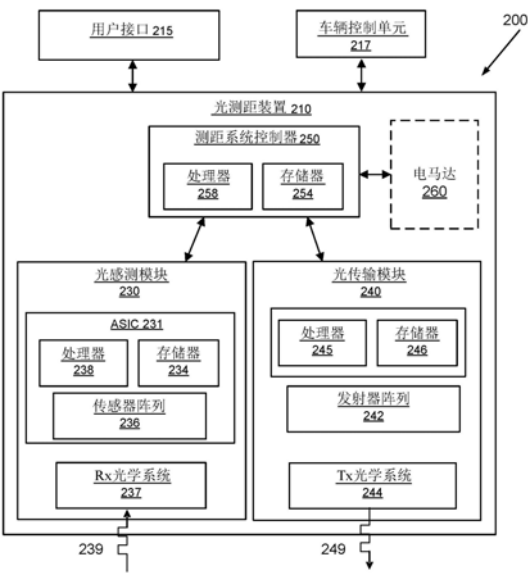 用户接口 215
车辆控制单元
217
200
光测距装置 210
测距系统控制器 250
处理器
258
存储器
254
电马达
260
光感测模块
230
ASIC 231
处理器
238
存储器
234
传感器阵列
236
Rx光学系统
237
光传输模块
240
处理器
245
存储器
246
发射器阵列
242
Tx光学系统
244
239
249